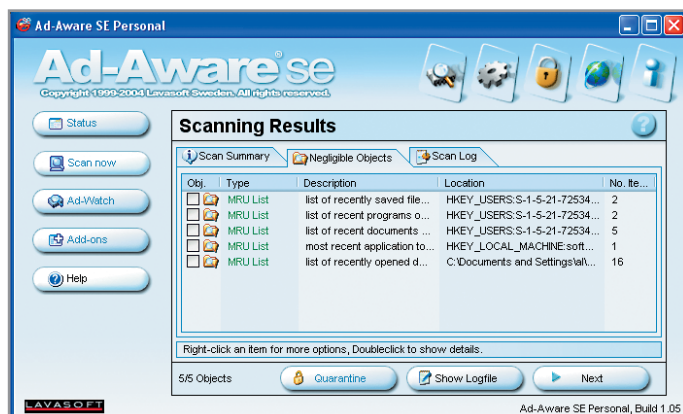 Ad-Aware SE Personal
Ad-Aware se
Copyright 1999-2004 Lavasoft Sweden. All rights reserved.
Status
Scan now
Ad-Watch
Add-ons
Help
Scanning Results
Scan Summary Negligible Objects Scan Log
Obj. Type Description Location No. Ite...
MRU List list of recently saved file... HKEY_USERS:S-1-5-21-72534... 2
MRU List list of recent programs o... HKEY_USERS:S-1-5-21-72534... 2
MRU List list of recent documents ... HKEY_USERS:S-1-5-21-72534... 5
MRU List most recent application to... HKEY_LOCAL_MACHINE:soft... 1
MRU List list of recently opened d... C:\Documents and Settings\al\... 16
Right-click an item for more options, Doubleclick to show details.
5/5 Objects Quarantine Show Logfile Next
LAVASOFT
Ad-Aware SE Personal, Build 1.05